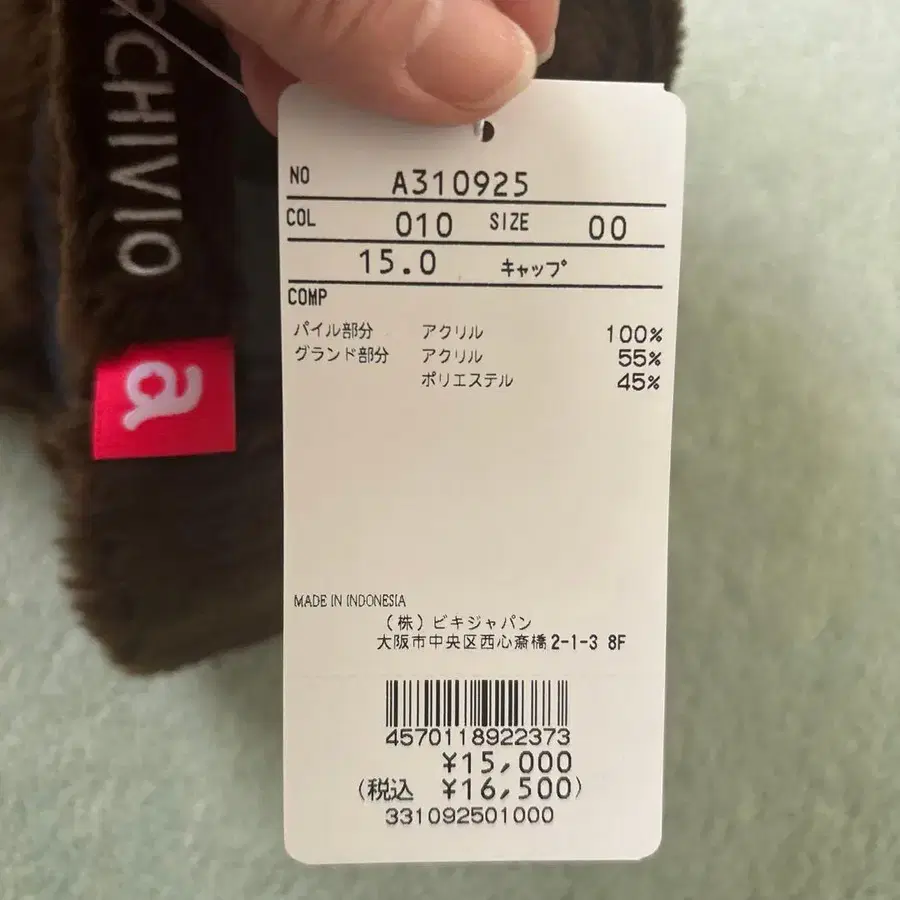 RCHIVIO
a
NO A310925
COL 010 SIZE 00
15.0 キャップ
COMP
パイル部分 アクリル 100%
グランド部分 アクリル 55%
ポリエステル 45%
MADE IN INDONESIA
(株)ビキジャパン
大阪市中央区西心斎橋2-1-3 8F
4570118922373
¥15,000
(税込 ¥16,500)
331092501000